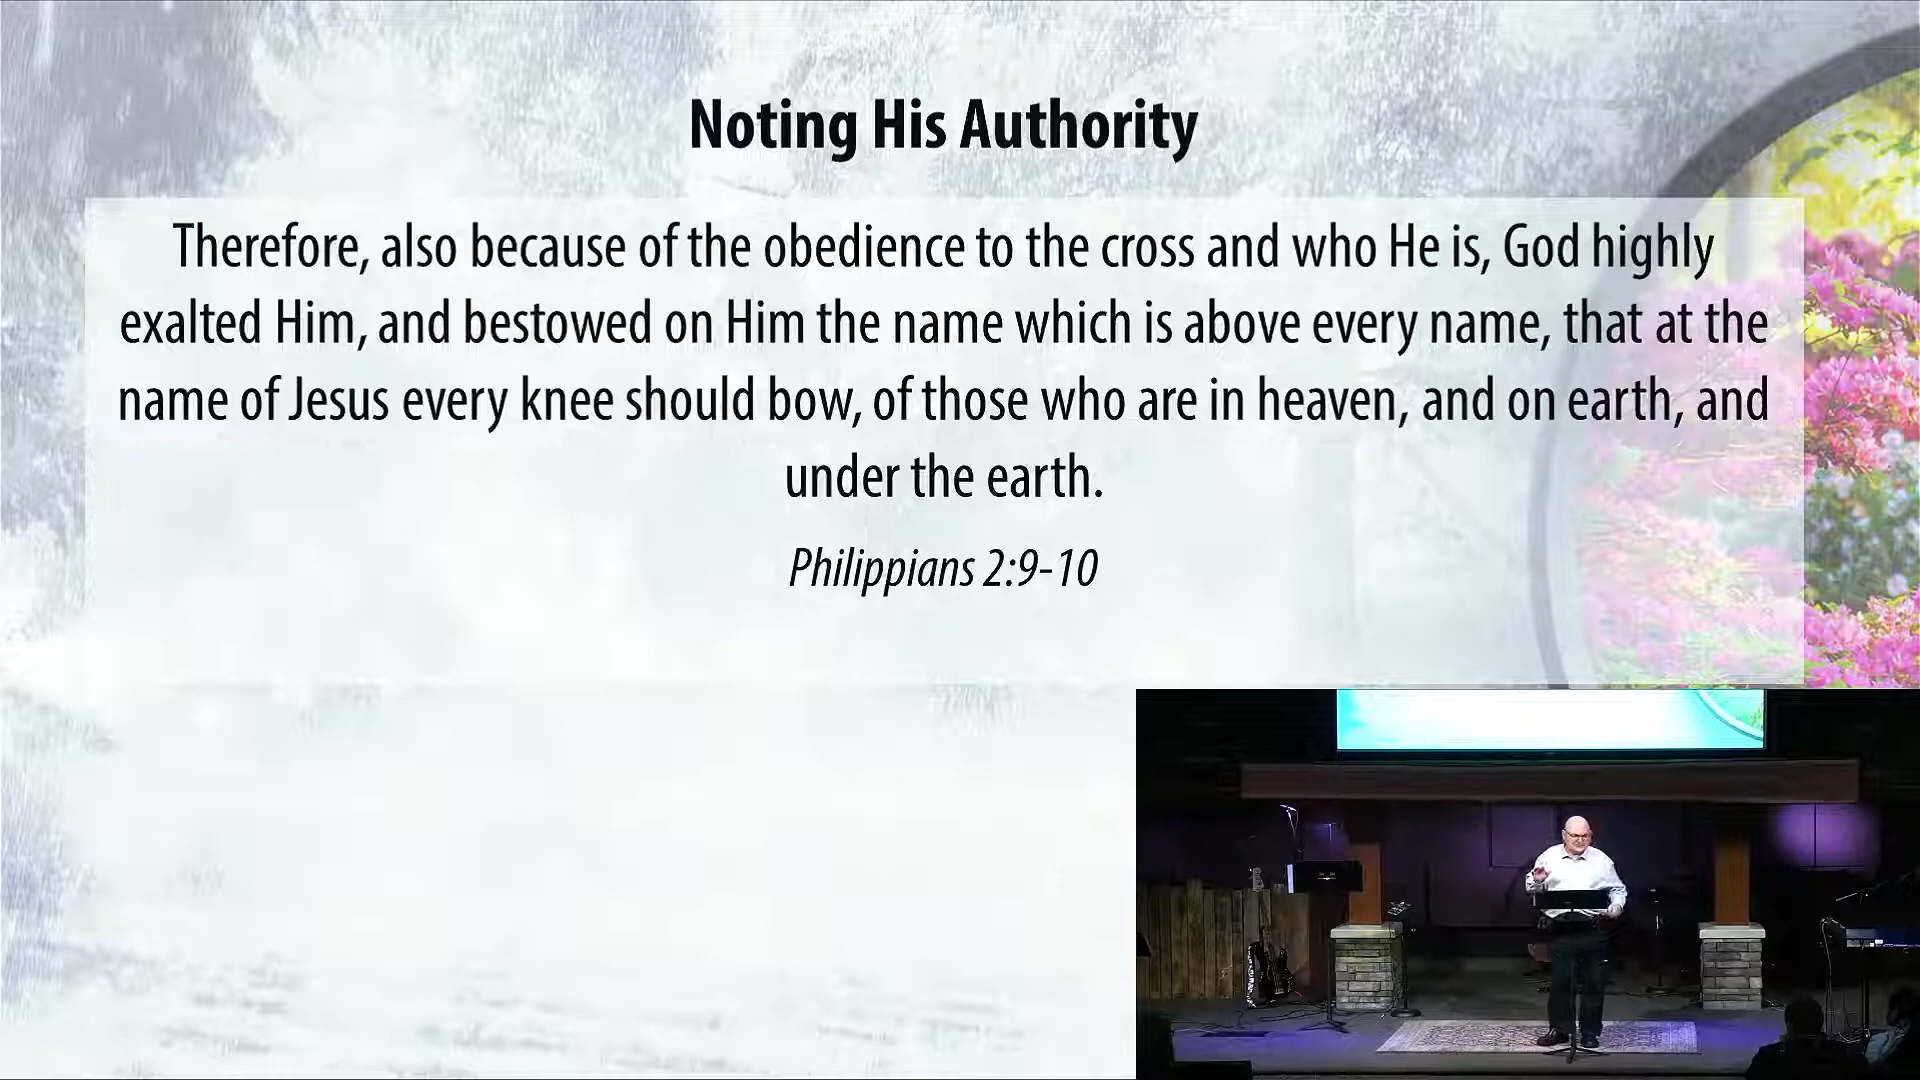 Noting His Authority
Therefore, also because of the obedience to the cross and who He is, God highly
exalted Him, and bestowed on Him the name which is above every name, that at the
name of Jesus every knee should bow, of those who are in heaven, and on earth, and
under the earth.
Philippians 2:9-10